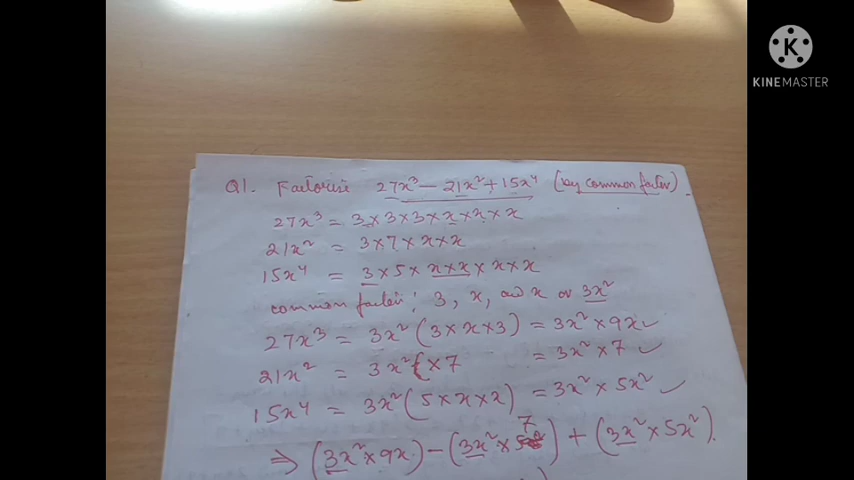 KINEMASTER
Q1. Factorise 27x³ - 21x² + 15x⁴ (by common factor).
27x³ = 3×3×3×x×x×x
21x² = 3×7×x×x
15x⁴ = 3×5×x×x×x×x
common factor: 3, x, and x or 3x²
27x³ = 3x² (3×x×3) = 3x² × 9x ✓
21x² = 3x² { ×7 = 3x² × 7 ✓
15x⁴ = 3x² (5×x×x) = 3x² × 5x² ✓
⇒ (3x² × 9x) - (3x² × 7) + (3x² × 5x²).